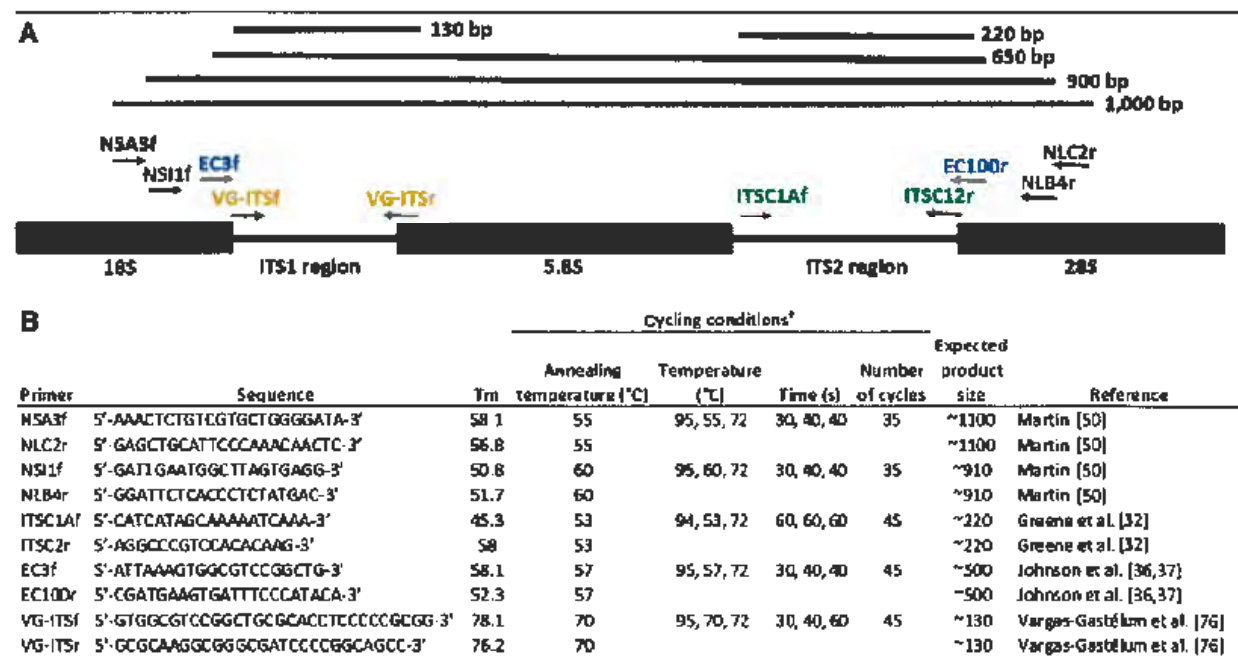 A
130 bp
220 bp
650 bp
900 bp
1,000 bp
NSA3f
NSI1f
EC3f
EC100r
NLC2r
NLB4r
VG-ITSf
VG-ITSr
ITSC1Af
ITSC12r
18S
ITS1 region
5.8S
ITS2 region
28S
B
Cycling conditions*
Primer Sequence Tm Annealing temperature (°C) Temperature (°C) Time (s) Number of cycles Expected product size Reference
NSA3f 5'-AAACTCTGTCGTGCTGGGGATA-3' 58.1 55 95, 55, 72 30, 40, 40 35 ~1100 Martin [50]
NLC2r 5'-GAGCTGCATTCCCAAACAACTC-3' 56.8 55 ~1100 Martin [50]
NSI1f 5'-GATTGAATGGCTTAGTGAGG-3' 50.8 60 95, 60, 72 30, 40, 40 35 ~910 Martin [50]
NLB4r 5'-GGATTCTCACCCTCTATGAC-3' 51.7 60 ~910 Martin [50]
ITSC1Af 5'-CATCATAGCAAAAATCAAA-3' 45.3 53 94, 53, 72 60, 60, 60 45 ~220 Greene et al. [32]
ITSC2r 5'-AGGCCCGTCCACACAAG-3' 58 53 ~220 Greene et al. [32]
EC3f 5'-ATTAAAGTGGCGTCCGGCTG-3' 58.1 57 95, 57, 72 30, 40, 40 45 ~500 Johnson et al. [36,37]
EC100r 5'-CGATGAAGTGATTTCCCATACA-3' 52.3 57 ~500 Johnson et al. [36,37]
VG-ITSf 5'-GTGGCGTCCGGCTGCGCACCTCCCCCGCGG-3' 78.1 70 95, 70, 72 30, 40, 60 45 ~130 Vargas-Gastélum et al. [76]
VG-ITSr 5'-GCGCAAGGCGGGCGATCCCCGGCAGCC-3' 76.2 70 ~130 Vargas-Gastélum et al. [76]